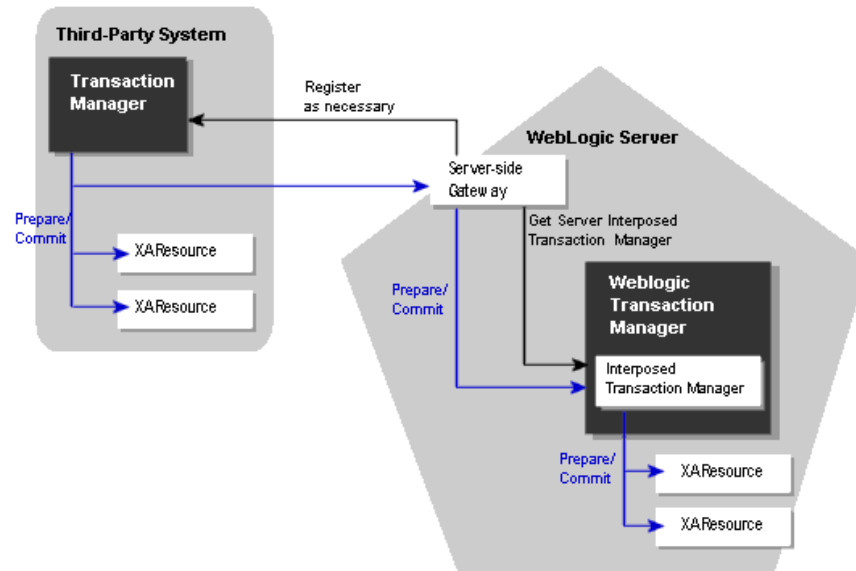 Third-Party System
Transaction
Manager
Register
as necessary
WebLogic Server
Server-side
Gateway
Prepare/
Commit
XAResource
XAResource
Get Server Interposed
Transaction Manager
Prepare/
Commit
Weblogic
Transaction
Manager
Interposed
Transaction Manager
Prepare/
Commit
XAResource
XAResource